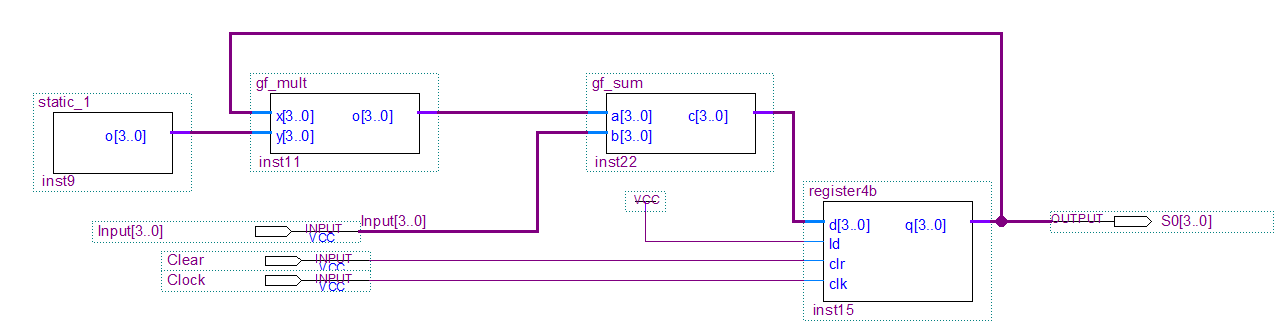 gf_mult
x[3..0] o[3..0]
y[3..0]
inst11
gf_sum
a[3..0] c[3..0]
b[3..0]
inst22
static_1
o[3..0]
inst9
VCC
register4b
d[3..0] q[3..0]
ld
clr
clk
inst15
Input[3..0] INPUT VCC Input[3..0]
Clear INPUT VCC
Clock INPUT VCC
OUTPUT S0[3..0]